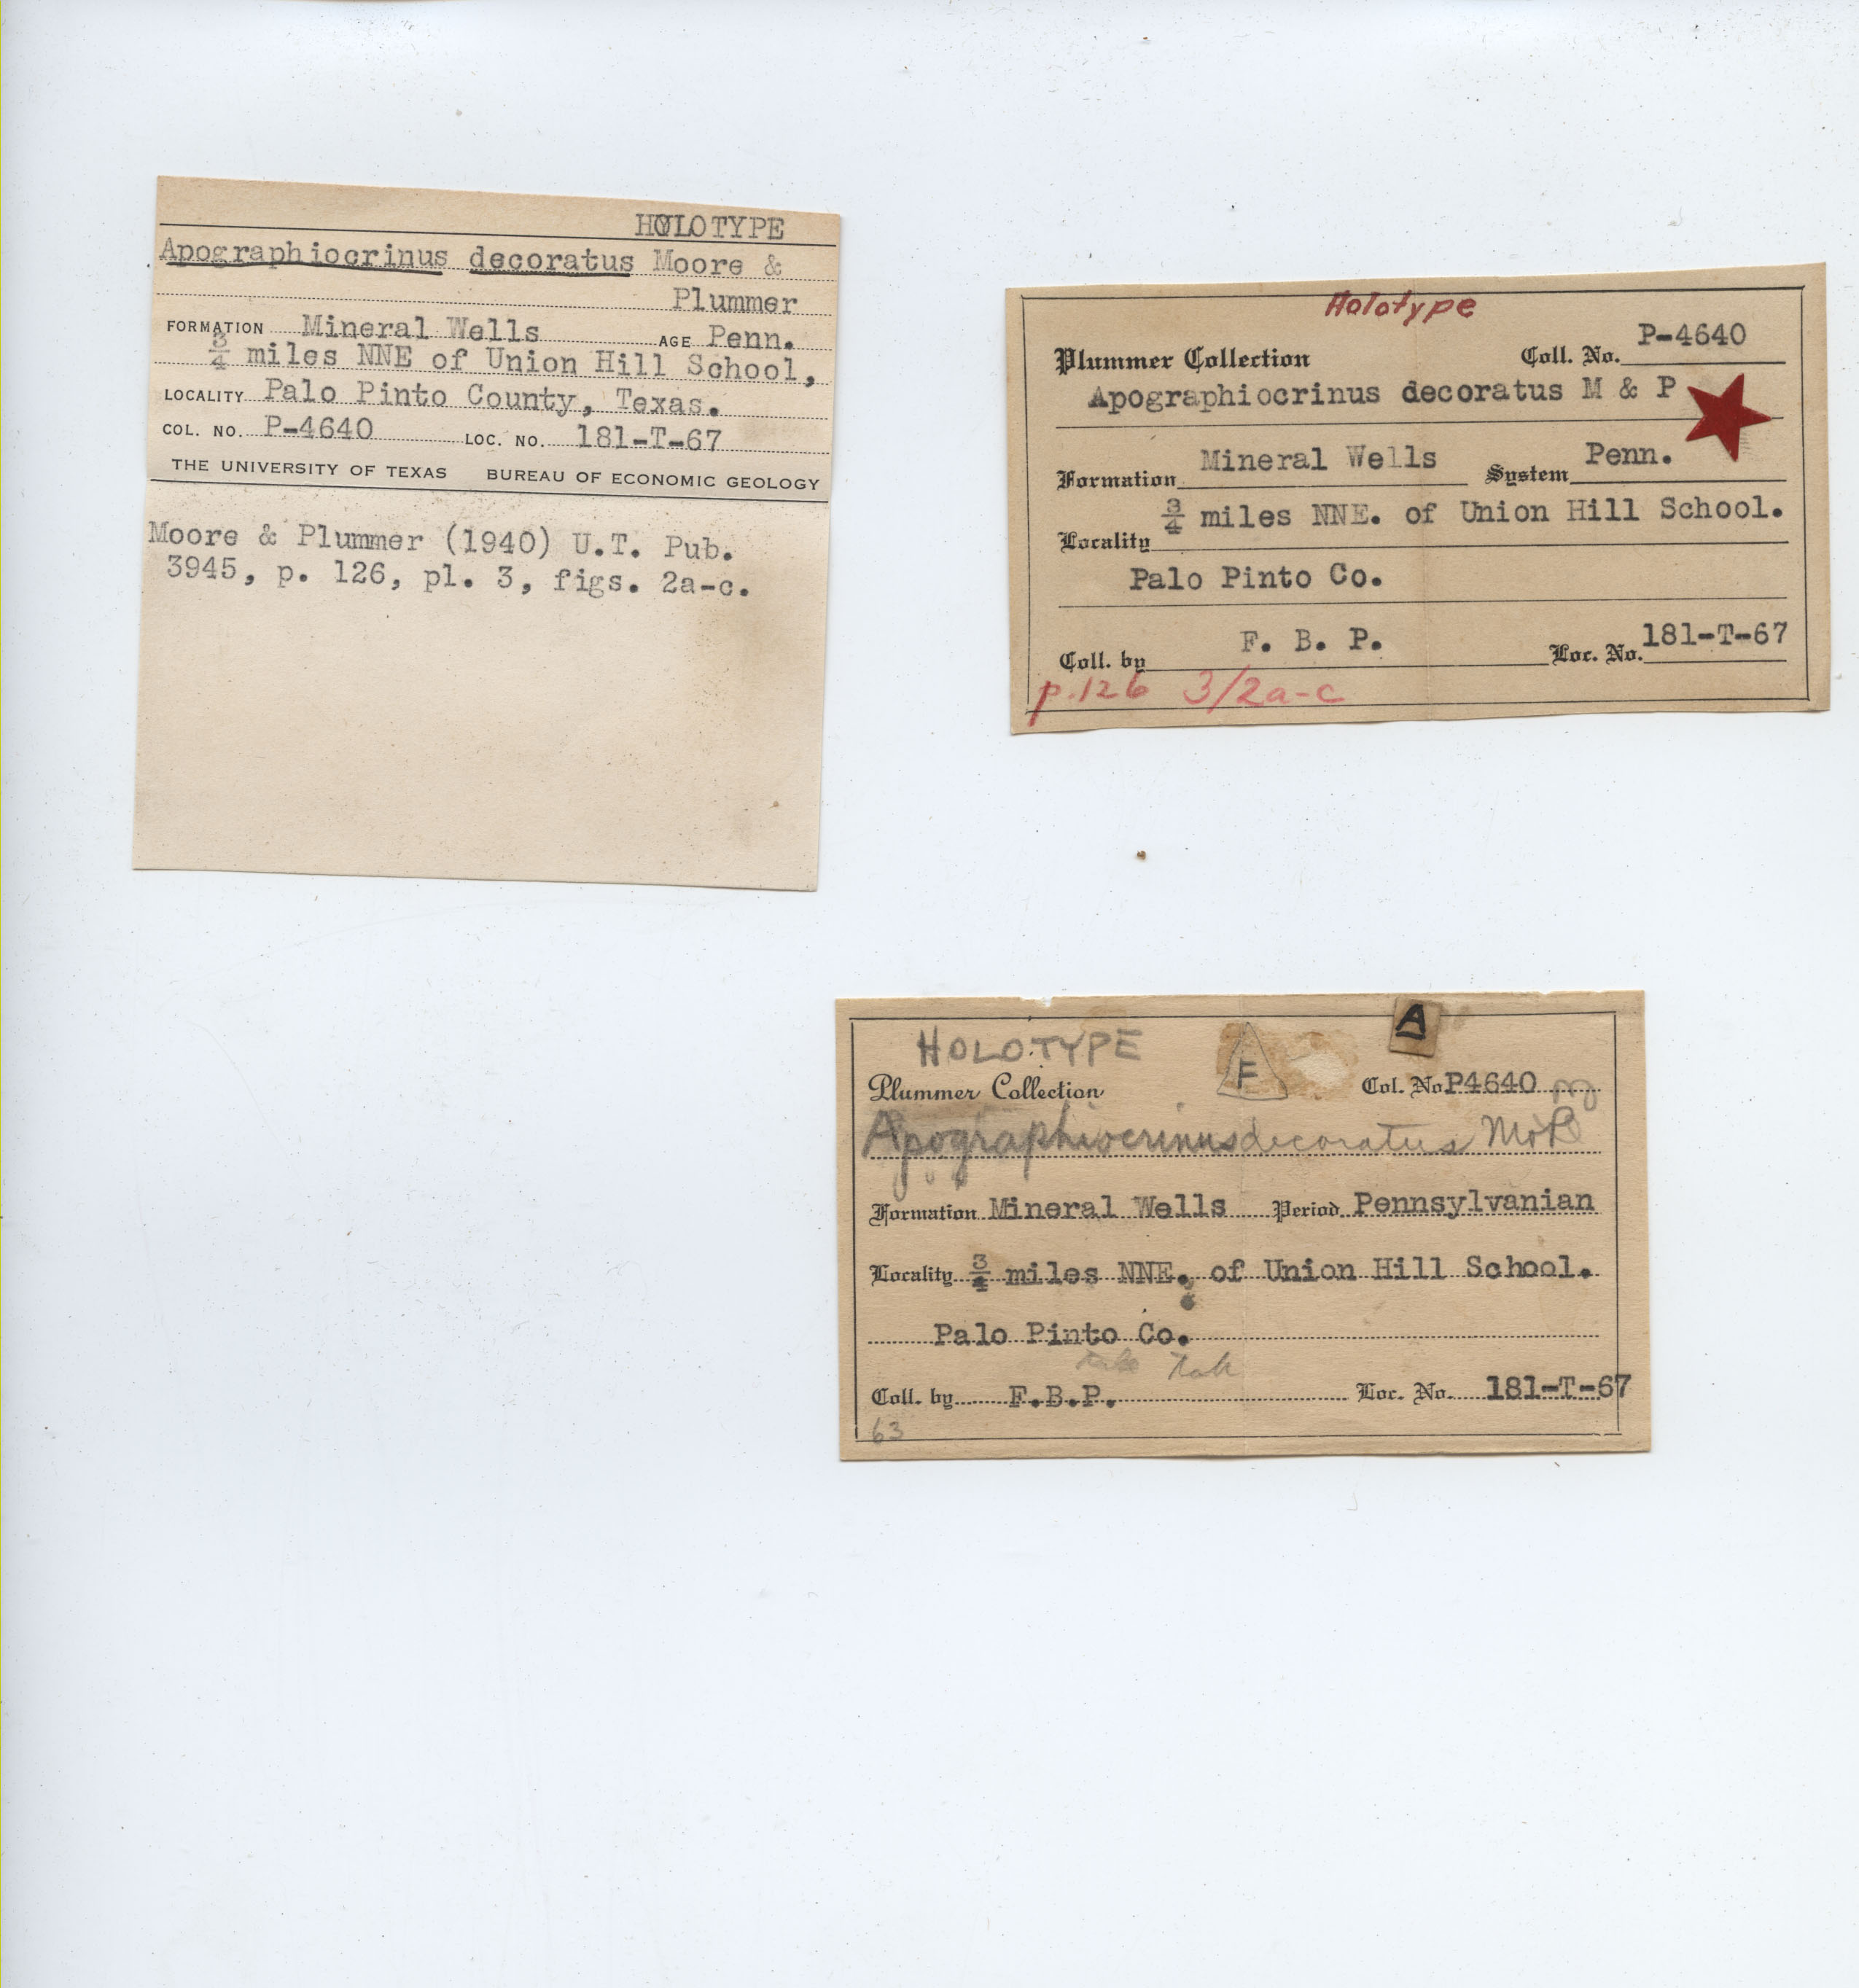 HOLOTYPE
Apographiocrinus decoratus Moore &
Plummer
FORMATION Mineral Wells AGE Penn.
3/4 miles NNE of Union Hill School,
LOCALITY Palo Pinto County, Texas.
COL. NO. P-4640 LOC. NO. 181-T-67
THE UNIVERSITY OF TEXAS BUREAU OF ECONOMIC GEOLOGY
Moore & Plummer (1940) U.T. Pub.
3945, p. 126, pl. 3, figs. 2a-c.
Holotype
Plummer Collection Coll. No. P-4640
Apographiocrinus decoratus M & P
Formation Mineral Wells System Penn.
3/4 miles NNE. of Union Hill School.
Locality
Palo Pinto Co.
Coll. by F. B. P. Loc. No. 181-T-67
p.126 3/2a-c
A
HOLOTYPE F
Plummer Collection Col. No P4640
Apographiocrinus decoratus M&P
Formation Mineral Wells Period Pennsylvanian
Locality 3/4 miles NNE. of Union Hill School.
Palo Pinto Co.
Coll. by F.B.P. Loc. No. 181-T-67
63